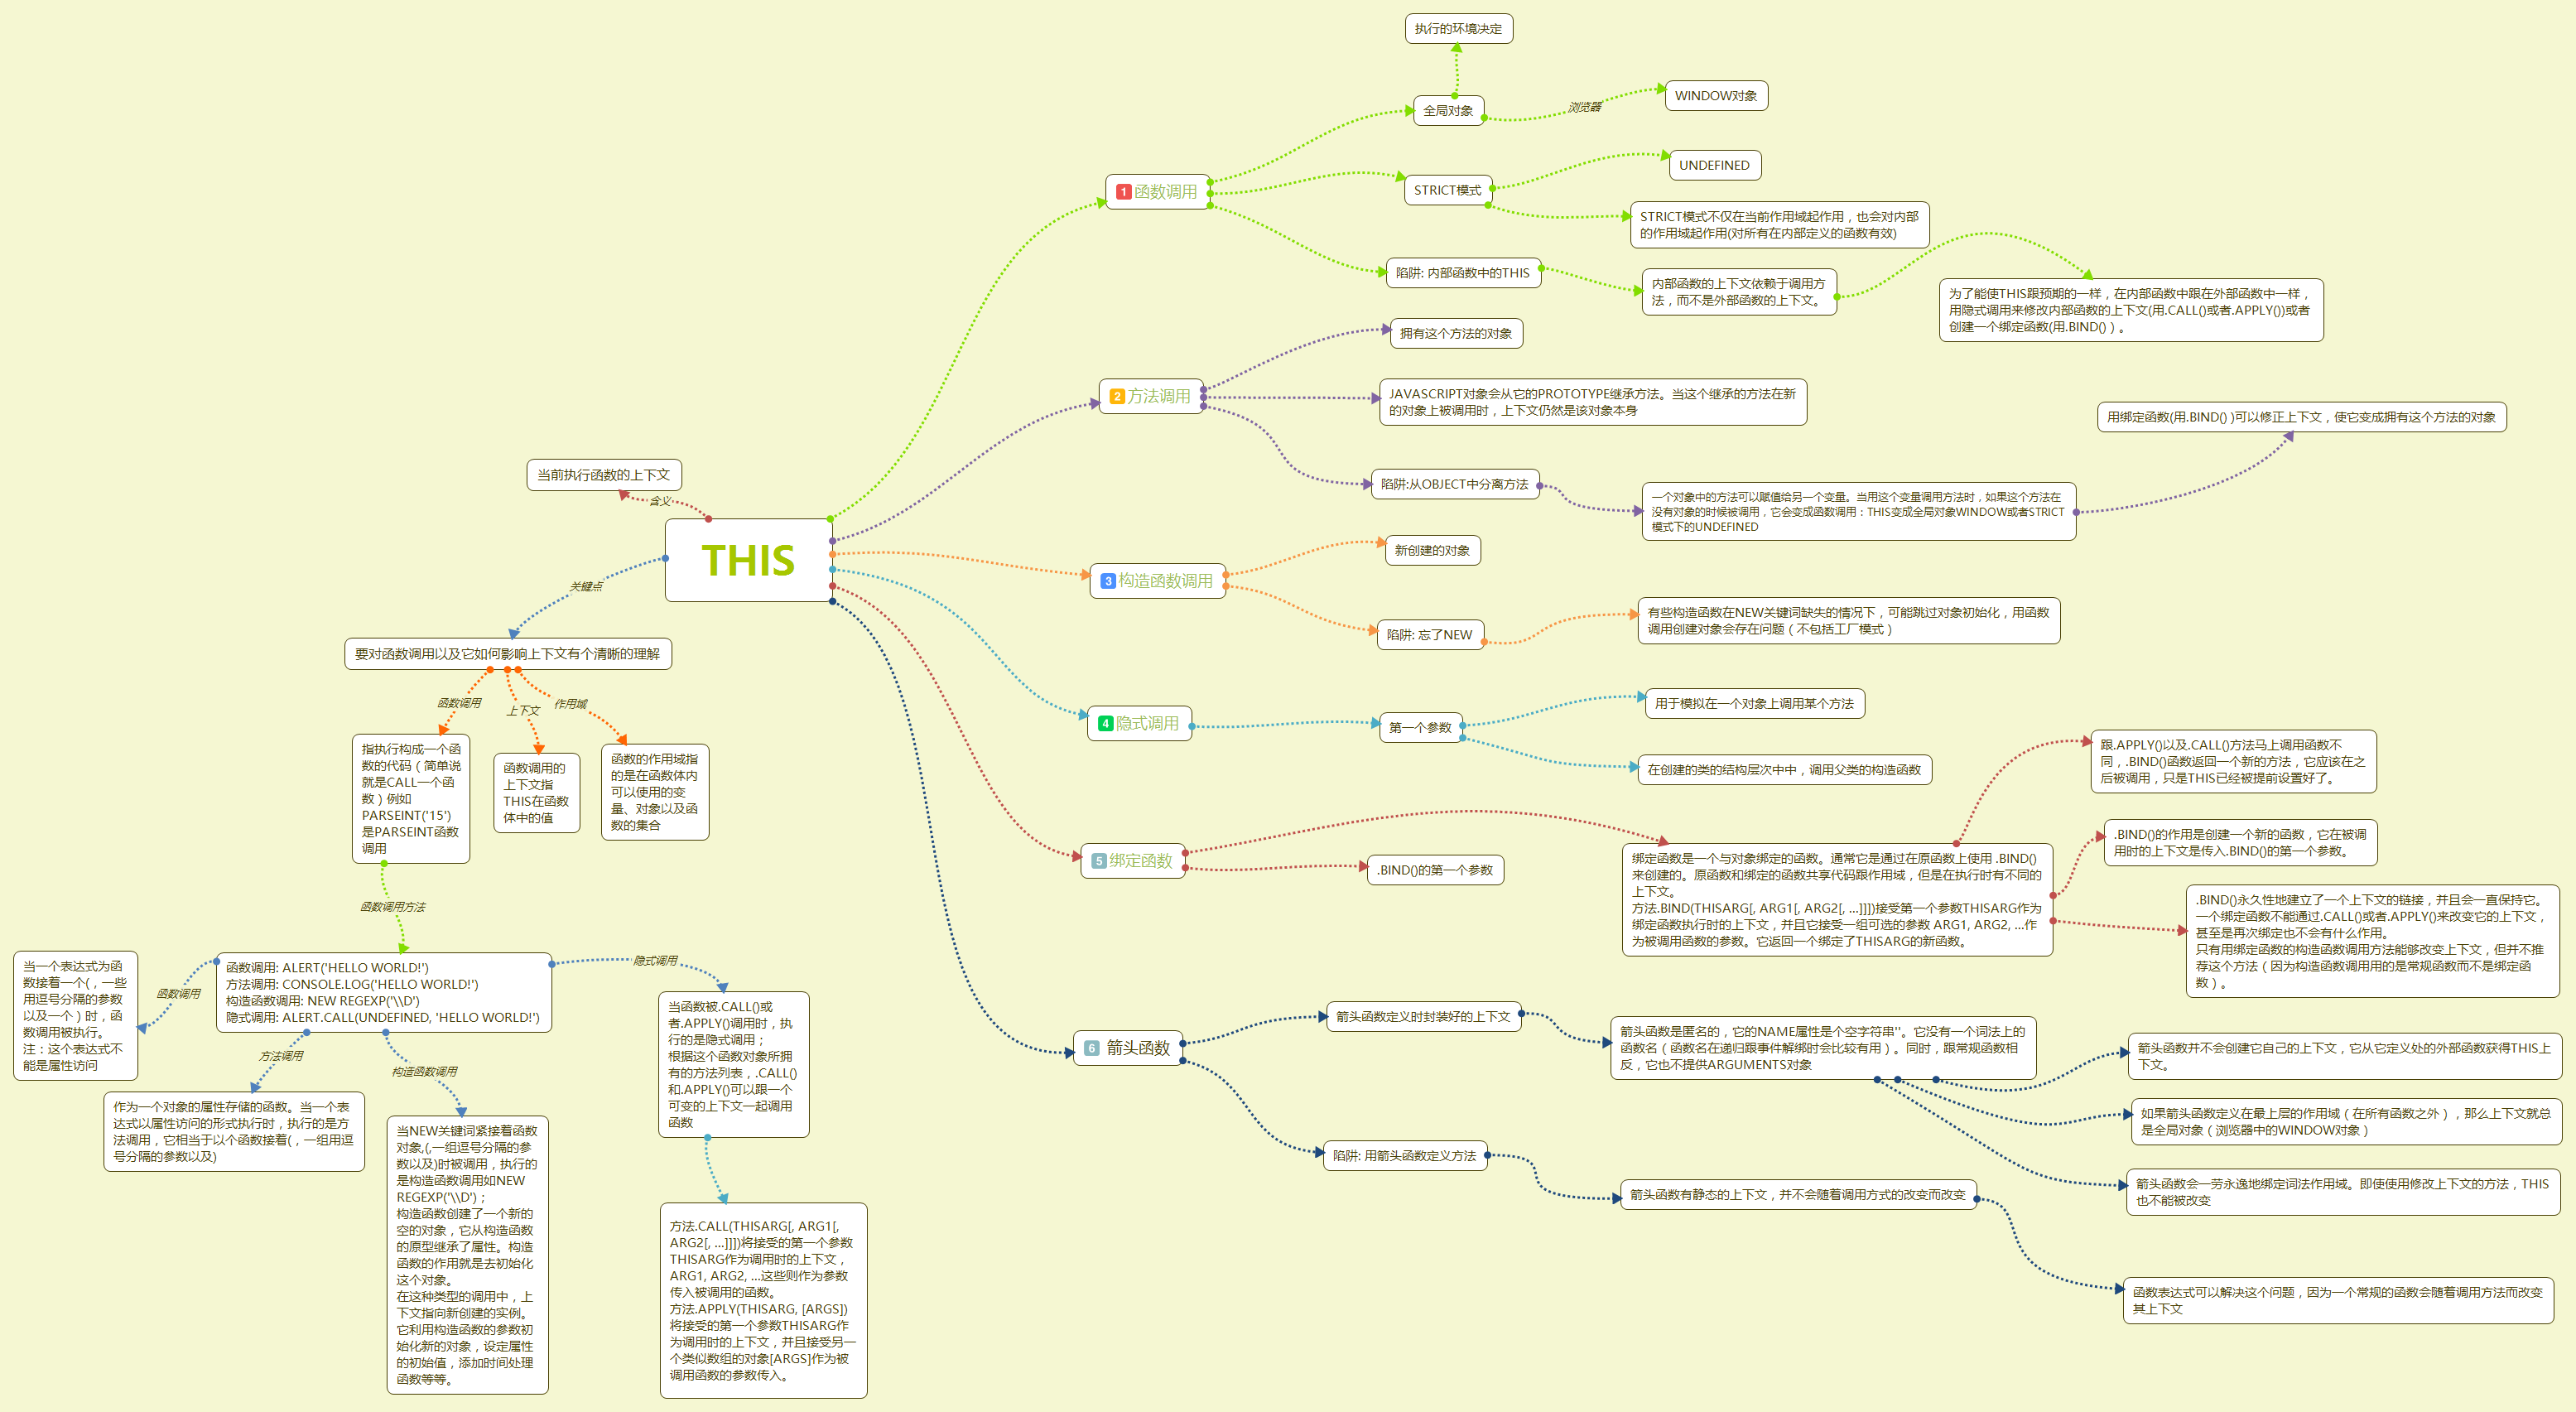 THIS
含义
当前执行函数的上下文
关键点
要对函数调用以及它如何影响上下文有个清晰的理解
函数调用
指执行构成一个函
数的代码（简单说
就是CALL一个函
数）例如
PARSEINT('15')
是PARSEINT函数
调用
上下文
函数调用的
上下文指
THIS在函数
体中的值
作用域
函数的作用域指
的是在函数体内
可以使用的变
量、对象以及函
数的集合
函数调用方法
函数调用: ALERT('HELLO WORLD!')
方法调用: CONSOLE.LOG('HELLO WORLD!')
构造函数调用: NEW REGEXP('\\D')
隐式调用: ALERT.CALL(UNDEFINED, 'HELLO WORLD!')
函数调用
当一个表达式为函
数接着一个(，一些
用逗号分隔的参数
以及一个）时，函
数调用被执行。
注：这个表达式不
能是属性访问
方法调用
作为一个对象的属性存储的函数。当一个表
达式以属性访问的形式执行时，执行的是方
法调用，它相当于以个函数接着(，一组用逗
号分隔的参数以及)
构造函数调用
当NEW关键词紧接着函数
对象,(,一组逗号分隔的参
数以及)时被调用，执行的
是构造函数调用如NEW
REGEXP('\\D')；
构造函数创建了一个新的
空的对象，它从构造函数
的原型继承了属性。构造
函数的作用就是去初始化
这个对象。
在这种类型的调用中，上
下文指向新创建的实例。
它利用构造函数的参数初
始化新的对象，设定属性
的初始值，添加时间处理
函数等等。
隐式调用
当函数被.CALL()或
者.APPLY()调用时，执
行的是隐式调用；
根据这个函数对象所拥
有的方法列表，.CALL()
和.APPLY()可以跟一个
可变的上下文一起调用
函数
方法.CALL(THISARG[, ARG1[,
ARG2[, ...]]])将接受的第一个参数
THISARG作为调用时的上下文，
ARG1, ARG2, ...这些则作为参数
传入被调用的函数。
方法.APPLY(THISARG, [ARGS])
将接受的第一个参数THISARG作
为调用时的上下文，并且接受另一
个类似数组的对象[ARGS]作为被
调用函数的参数传入。
1 函数调用
全局对象
执行的环境决定
浏览器
WINDOW对象
STRICT模式
UNDEFINED
STRICT模式不仅在当前作用域起作用，也会对内部
的作用域起作用(对所有在内部定义的函数有效)
陷阱: 内部函数中的THIS
内部函数的上下文依赖于调用方
法，而不是外部函数的上下文。
为了能使THIS跟预期的一样，在内部函数中跟在外部函数中一样，
用隐式调用来修改内部函数的上下文(用.CALL()或者.APPLY())或者
创建一个绑定函数(用.BIND()）。
2 方法调用
拥有这个方法的对象
JAVASCRIPT对象会从它的PROTOTYPE继承方法。当这个继承的方法在新
的对象上被调用时，上下文仍然是该对象本身
陷阱:从OBJECT中分离方法
一个对象中的方法可以赋值给另一个变量。当用这个变量调用方法时，如果这个方法在
没有对象的时候被调用，它会变成函数调用：THIS变成全局对象WINDOW或者STRICT
模式下的UNDEFINED
用绑定函数(用.BIND() )可以修正上下文，使它变成拥有这个方法的对象
3 构造函数调用
新创建的对象
陷阱: 忘了NEW
有些构造函数在NEW关键词缺失的情况下，可能跳过对象初始化，用函数
调用创建对象会存在问题（不包括工厂模式）
4 隐式调用
第一个参数
用于模拟在一个对象上调用某个方法
在创建的类的结构层次中中，调用父类的构造函数
5 绑定函数
.BIND()的第一个参数
绑定函数是一个与对象绑定的函数。通常它是通过在原函数上使用 .BIND()
来创建的。原函数和绑定的函数共享代码跟作用域，但是在执行时有不同的
上下文。
方法.BIND(THISARG[, ARG1[, ARG2[, ...]]])接受第一个参数THISARG作为
绑定函数执行时的上下文，并且它接受一组可选的参数 ARG1, ARG2, ...作
为被调用函数的参数。它返回一个绑定了THISARG的新函数。
跟.APPLY()以及.CALL()方法马上调用函数不
同，.BIND()函数返回一个新的方法，它应该在之
后被调用，只是THIS已经被提前设置好了。
.BIND()的作用是创建一个新的函数，它在被调
用时的上下文是传入.BIND()的第一个参数。
.BIND()永久性地建立了一个上下文的链接，并且会一直保持它。
一个绑定函数不能通过.CALL()或者.APPLY()来改变它的上下文，
甚至是再次绑定也不会有什么作用。
只有用绑定函数的构造函数调用方法能够改变上下文，但并不推
荐这个方法（因为构造函数调用用的是常规函数而不是绑定函
数）。
6 箭头函数
箭头函数定义时封装好的上下文
箭头函数是匿名的，它的NAME属性是个空字符串''。它没有一个词法上的
函数名（函数名在递归跟事件解绑时会比较有用）。同时，跟常规函数相
反，它也不提供ARGUMENTS对象
箭头函数并不会创建它自己的上下文，它从它定义处的外部函数获得THIS上
下文。
如果箭头函数定义在最上层的作用域（在所有函数之外），那么上下文就总
是全局对象（浏览器中的WINDOW对象）
箭头函数会一劳永逸地绑定词法作用域。即使使用修改上下文的方法，THIS
也不能被改变
陷阱: 用箭头函数定义方法
箭头函数有静态的上下文，并不会随着调用方式的改变而改变
函数表达式可以解决这个问题，因为一个常规的函数会随着调用方法而改变
其上下文